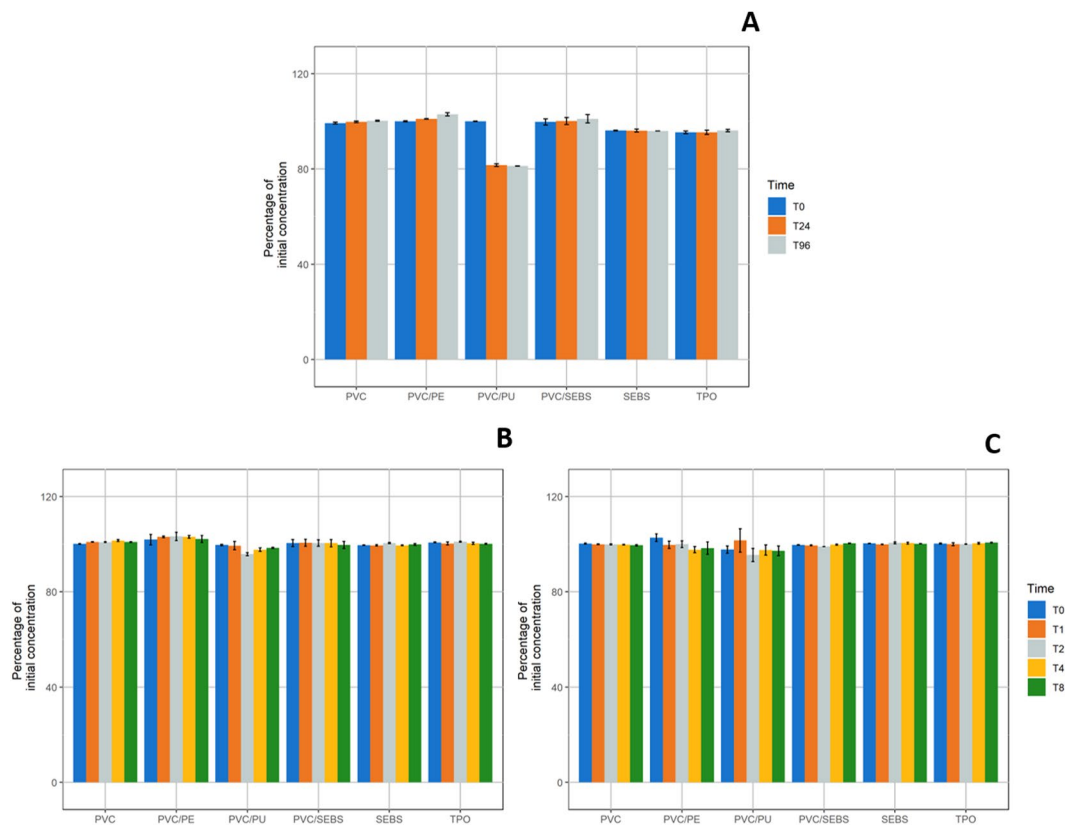 A
Percentage of
initial concentration
120
80
40
0
PVC PVC/PE PVC/PU PVC/SEBS SEBS TPO
Time
T0
T24
T96
B
Percentage of
initial concentration
120
80
40
0
PVC PVC/PE PVC/PU PVC/SEBS SEBS TPO
C
Percentage of
initial concentration
120
80
40
0
PVC PVC/PE PVC/PU PVC/SEBS SEBS TPO
Time
T0
T1
T2
T4
T8